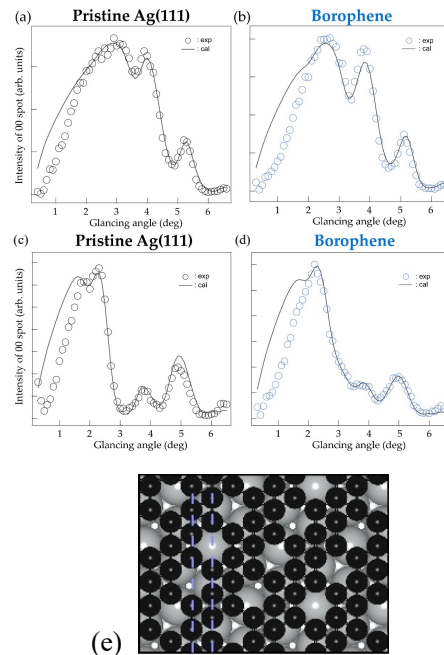 (a) Pristine Ag(111)
: exp
: cal
Intensity of 00 spot (arb. units)
1 2 3 4 5 6
Glancing angle (deg)
(b) Borophene
: exp
: cal
1 2 3 4 5 6
Glancing angle (deg)
(c) Pristine Ag(111)
: exp
: cal
Intensity of 00 spot (arb. units)
1 2 3 4 5 6
Glancing angle (deg)
(d) Borophene
: exp
: cal
1 2 3 4 5 6
Glancing angle (deg)
(e)